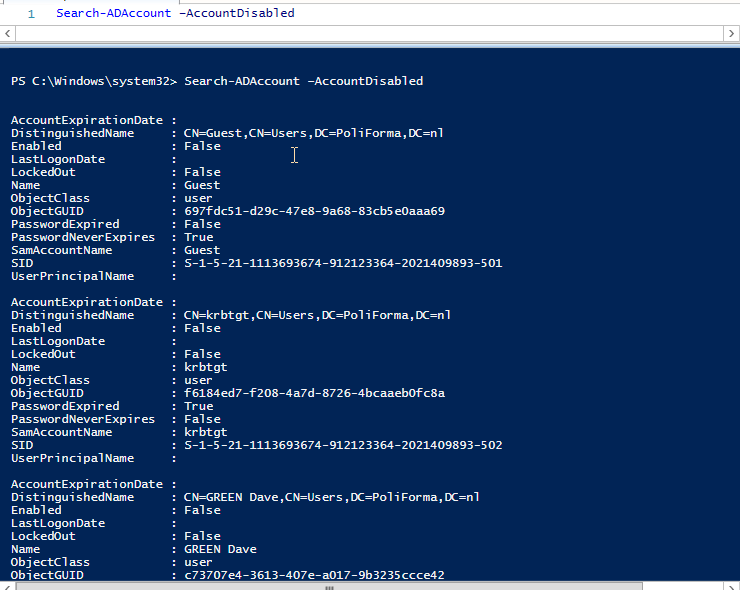 1 Search-ADAccount -AccountDisabled
PS C:\Windows\system32> Search-ADAccount -AccountDisabled
AccountExpirationDate :
DistinguishedName : CN=Guest,CN=Users,DC=PoliForma,DC=nl
Enabled : False
LastLogonDate :
LockedOut : False
Name : Guest
ObjectClass : user
ObjectGUID : 697fdc51-d29c-47e8-9a68-83cb5e0aaa69
PasswordExpired : False
PasswordNeverExpires : True
SamAccountName : Guest
SID : S-1-5-21-1113693674-912123364-2021409893-501
UserPrincipalName :
AccountExpirationDate :
DistinguishedName : CN=krbtgt,CN=Users,DC=PoliForma,DC=nl
Enabled : False
LastLogonDate :
LockedOut : False
Name : krbtgt
ObjectClass : user
ObjectGUID : f6184ed7-f208-4a7d-8726-4bcaaeb0fc8a
PasswordExpired : True
PasswordNeverExpires : False
SamAccountName : krbtgt
SID : S-1-5-21-1113693674-912123364-2021409893-502
UserPrincipalName :
AccountExpirationDate :
DistinguishedName : CN=GREEN Dave,CN=Users,DC=PoliForma,DC=nl
Enabled : False
LastLogonDate :
LockedOut : False
Name : GREEN Dave
ObjectClass : user
ObjectGUID : c73707e4-3613-407e-a017-9b3235ccce42